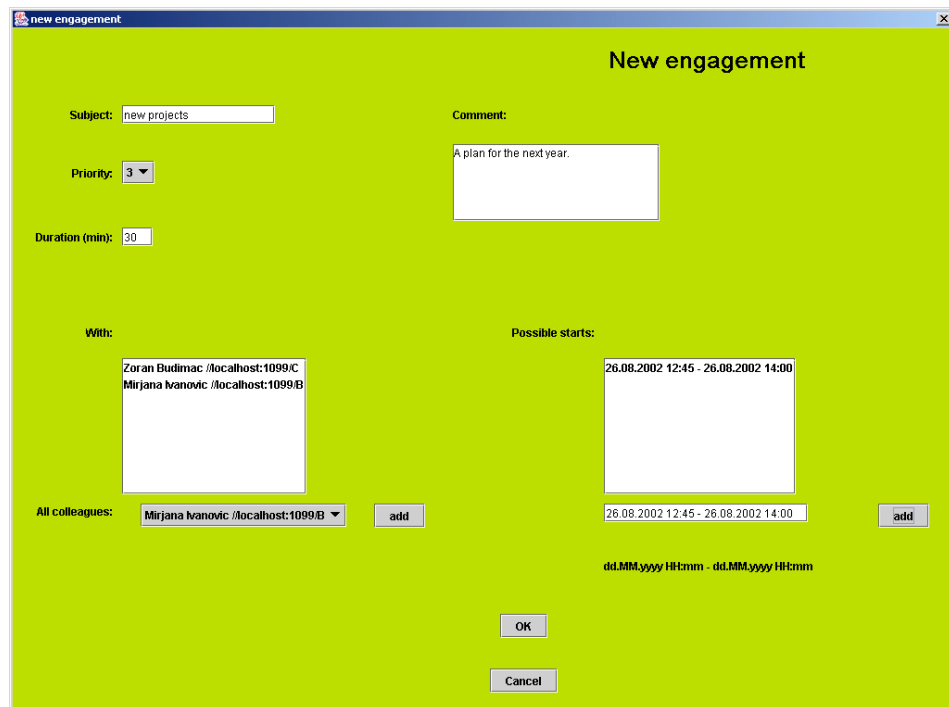 new engagement
New engagement
Subject: new projects
Comment:
A plan for the next year.
Priority: 3
Duration (min): 30
With:
Possible starts:
Zoran Budimac //localhost:1099/C
Mirjana Ivanovic //localhost:1099/B
26.08.2002 12:45 - 26.08.2002 14:00
All colleagues: Mirjana Ivanovic //localhost:1099/B add
26.08.2002 12:45 - 26.08.2002 14:00 add
dd.MM.yyyy HH:mm - dd.MM.yyyy HH:mm
OK
Cancel